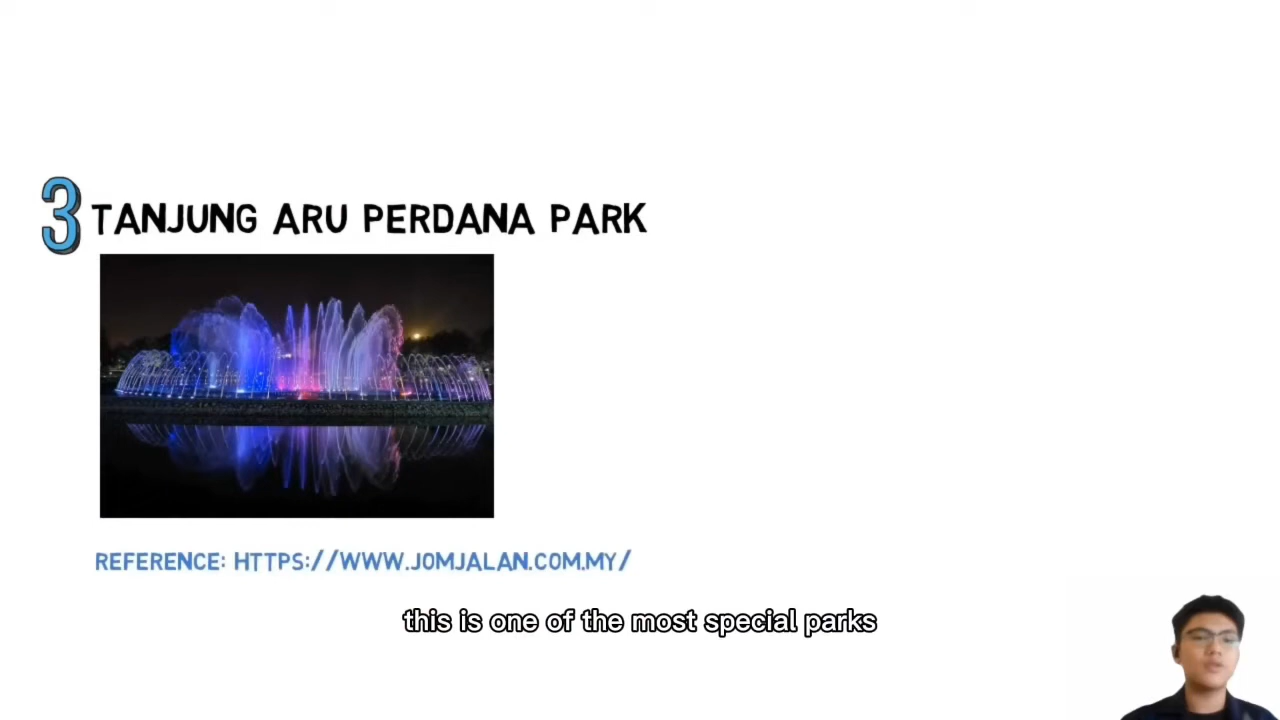 3 TANJUNG ARU PERDANA PARK
REFERENCE: HTTPS://WWW.JOMJALAN.COM.MY/
this is one of the most special parks